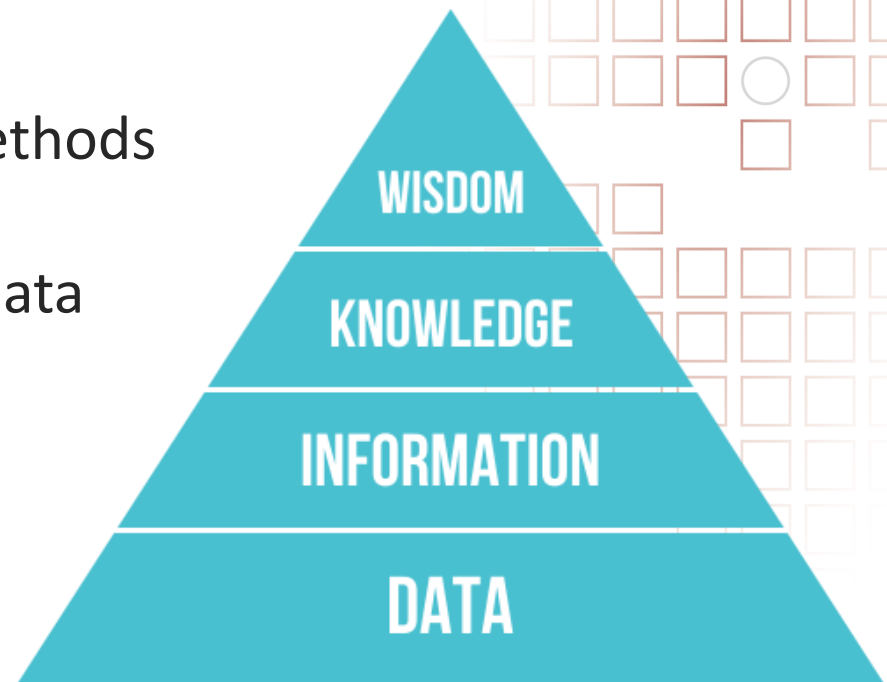 ethods
WISDOM
ata
KNOWLEDGE
INFORMATION
DATA